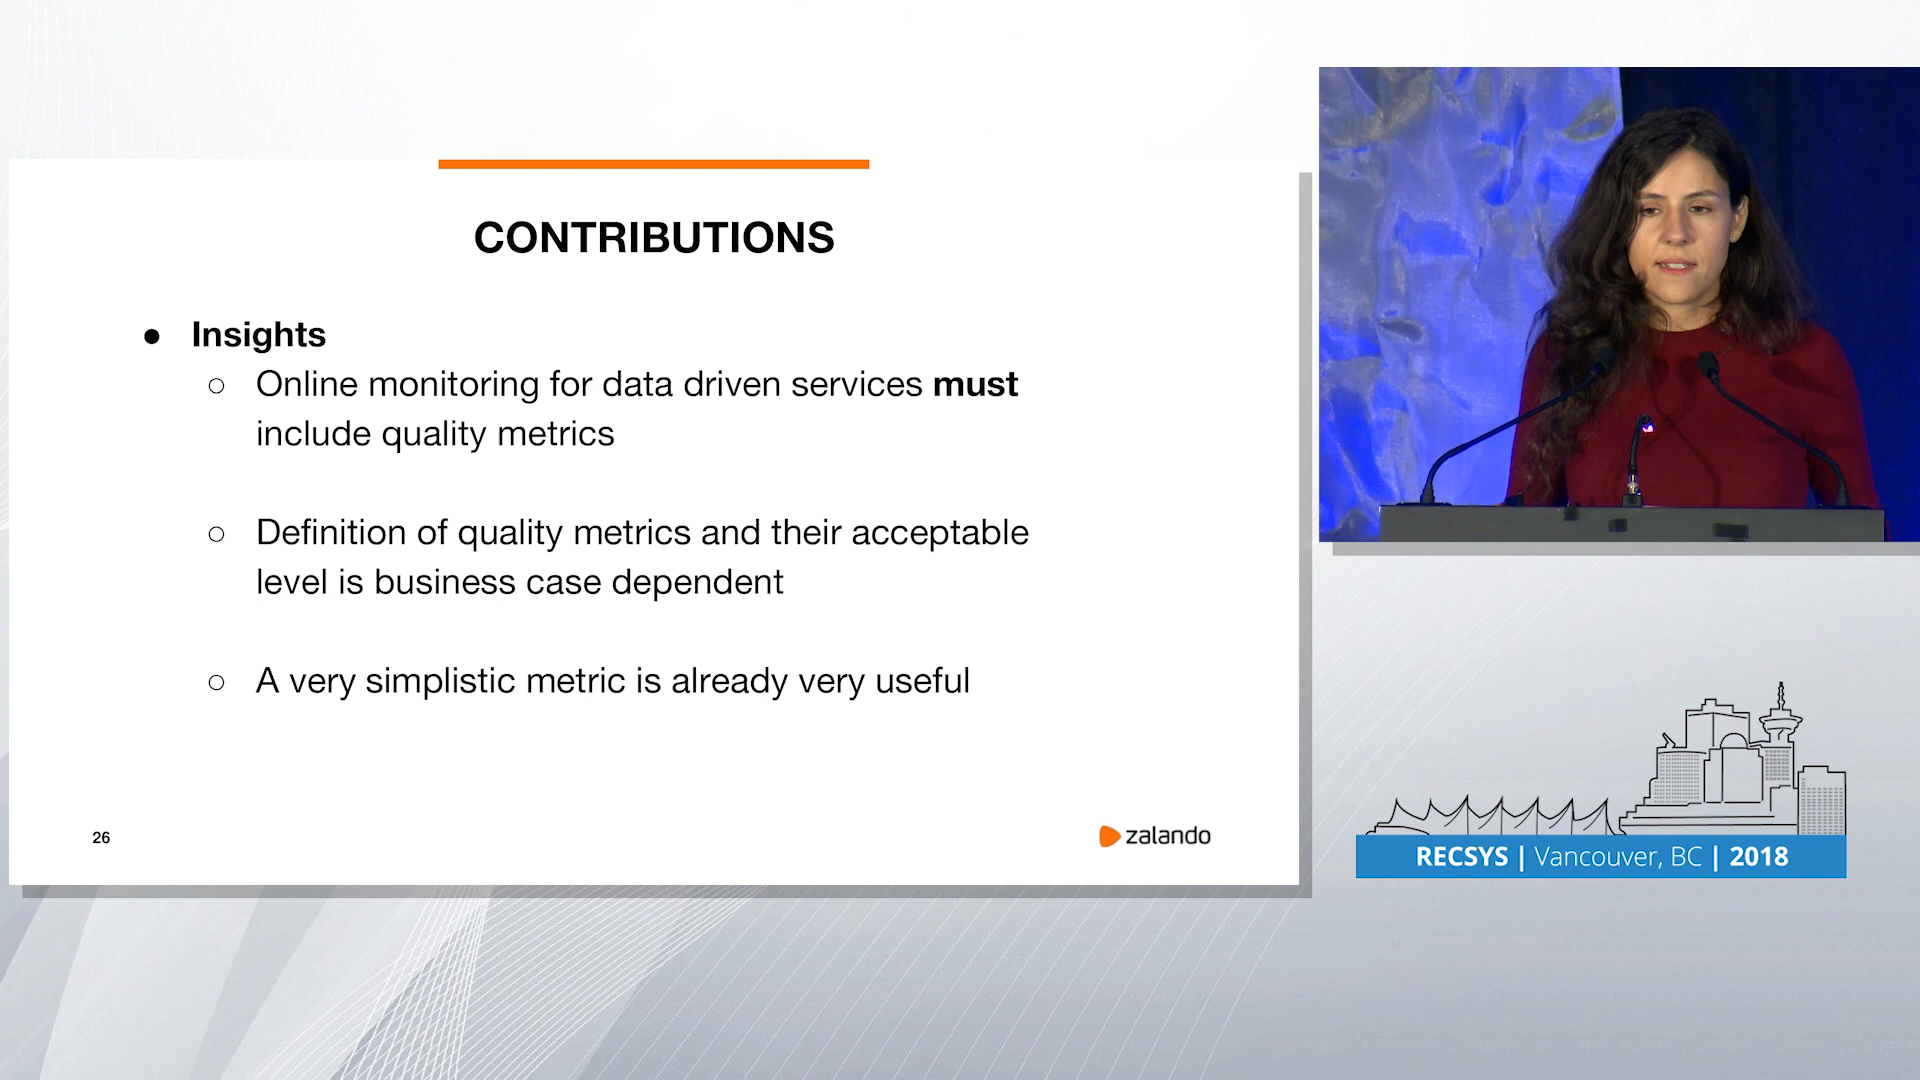 CONTRIBUTIONS
● Insights
○ Online monitoring for data driven services must
include quality metrics
○ Definition of quality metrics and their acceptable
level is business case dependent
○ A very simplistic metric is already very useful
26
zalando
RECSYS | Vancouver, BC | 2018